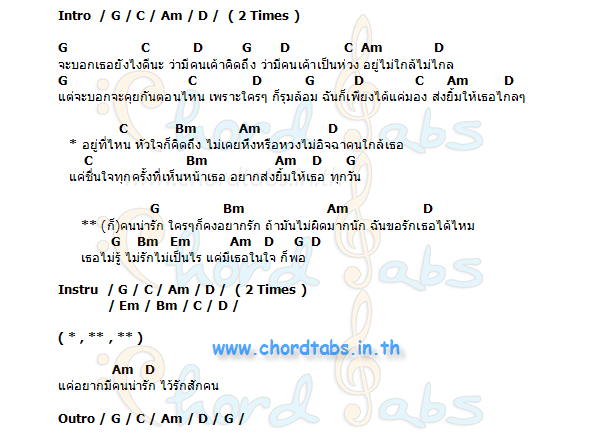 Intro / G / C / Am / D / ( 2 Times )
G C D G D C Am D
จะบอกเธอยังไงดีนะ ว่ามีคนเค้าคิดถึง ว่ามีคนเค้าเป็นห่วง อยู่ไม่ใกล้ไม่ไกล
G C D G D C Am D
แต่จะบอกจะคุยกันตอนไหน เพราะใครๆ ก็รุมล้อม ฉันก็เพียงได้แค่มอง ส่งยิ้มให้เธอไกลๆ
C Bm Am D
* อยู่ที่ไหน หัวใจก็คิดถึง ไม่เคยหึงหรือหวงไม่อิจฉาคนใกล้เธอ
C Bm Am D G
แค่ชื่นใจทุกครั้งที่เห็นหน้าเธอ อยากส่งยิ้มให้เธอ ทุกวัน
G Bm Am D
** (ก็)คนน่ารัก ใครๆก็คงอยากรัก ถ้ามันไม่ผิดมากนัก ฉันขอรักเธอได้ไหม
G Bm Em Am D G D
เธอไม่รู้ ไม่รักไม่เป็นไร แค่มีเธอในใจ ก็พอ
Instru / G / C / Am / D / ( 2 Times )
/ Em / Bm / C / D /
( * , ** , ** )
www.chordtabs.in.th
Am D
แค่อยากมีคนน่ารัก ไว้รักสักคน
Outro / G / C / Am / D / G /